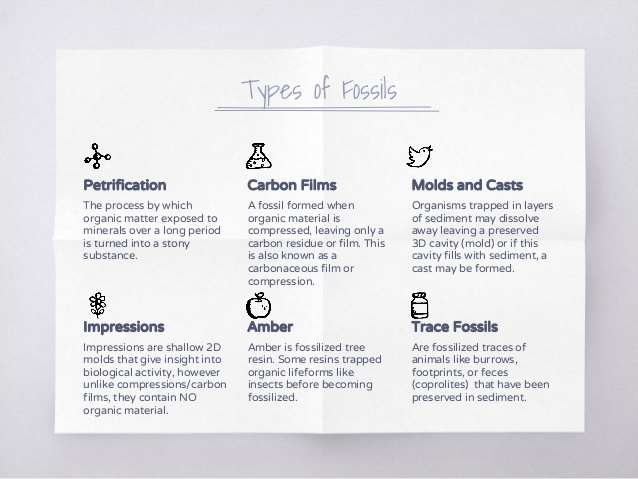 Types of Fossils
Petrification
The process by which
organic matter exposed to
minerals over a long period
is turned into a stony
substance.
Carbon Films
A fossil formed when
organic material is
compressed, leaving only a
carbon residue or film. This
is also known as a
carbonaceous film or
compression.
Molds and Casts
Organisms trapped in layers
of sediment may dissolve
away leaving a preserved
3D cavity (mold) or if this
cavity fills with sediment, a
cast may be formed.
Impressions
Impressions are shallow 2D
molds that give insight into
biological activity, however
unlike compressions/carbon
films, they contain NO
organic material.
Amber
Amber is fossilized tree
resin. Some resins trapped
organic lifeforms like
insects before becoming
fossilized.
Trace Fossils
Are fossilized traces of
animals like burrows,
footprints, or feces
(coprolites) that have been
preserved in sediment.